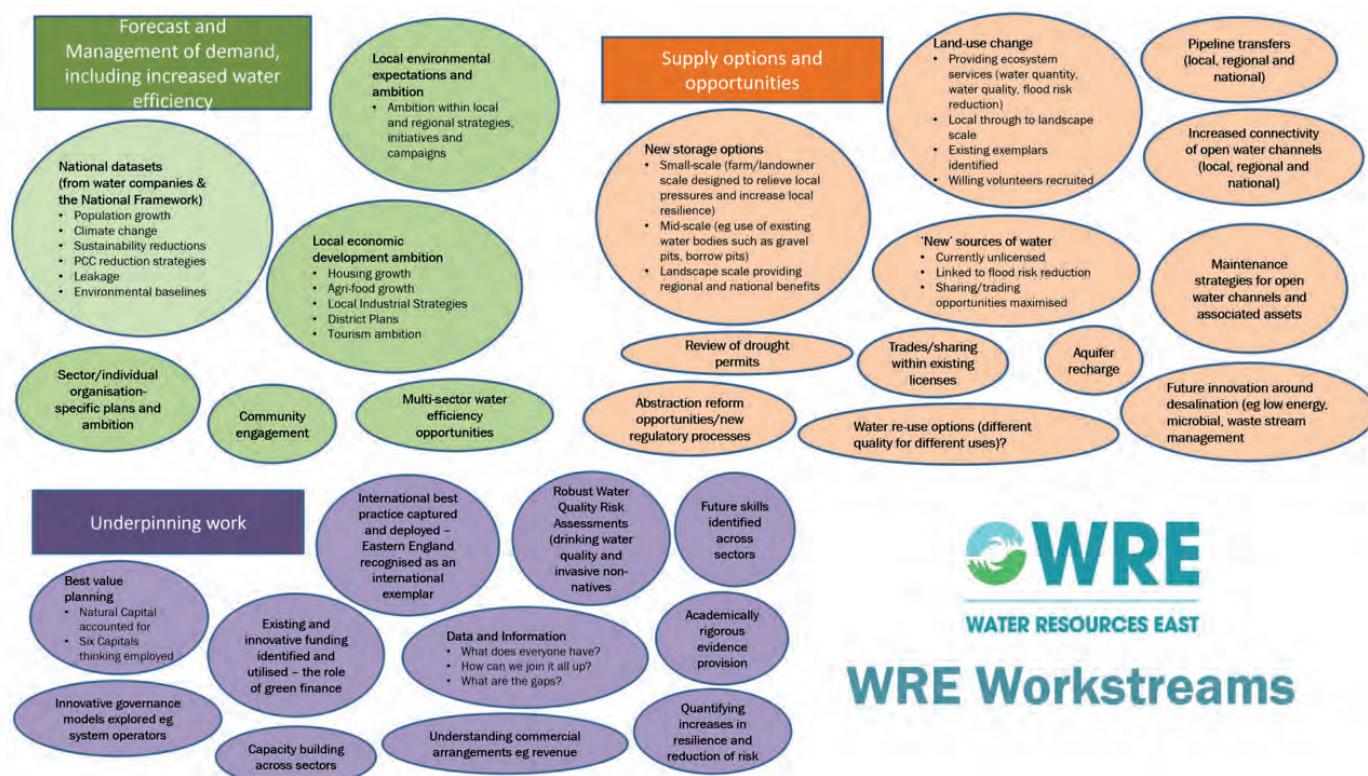 Forecast and
Management of demand,
including increased water
efficiency
Local environmental
expectations and
ambition
• Ambition within local
and regional strategies,
initiatives and
campaigns
National datasets
(from water companies &
the National Framework)
• Population growth
• Climate change
• Sustainability reductions
• PCC reduction strategies
• Leakage
• Environmental baselines
Local economic
development ambition
• Housing growth
• Agri-food growth
• Local Industrial Strategies
• District Plans
• Tourism ambition
Sector/individual
organisation-
specific plans and
ambition
Community
engagement
Multi-sector water
efficiency
opportunities
Supply options and
opportunities
Land-use change
• Providing ecosystem
services (water quantity,
water quality, flood risk
reduction)
• Local through to landscape
scale
• Existing exemplars
identified
• Willing volunteers recruited
Pipeline transfers
(local, regional and
national)
New storage options
• Small-scale (farm/landowner
scale designed to relieve local
pressures and increase local
resilience)
• Mid-scale (eg use of existing
water bodies such as gravel
pits, borrow pits)
• Landscape scale providing
regional and national benefits
Increased connectivity
of open water channels
(local, regional and
national)
'New' sources of water
• Currently unlicensed
• Linked to flood risk reduction
• Sharing/trading
opportunities maximised
Maintenance
strategies for open
water channels and
associated assets
Review of drought
permits
Trades/sharing
within existing
licenses
Aquifer
recharge
Abstraction reform
opportunities/new
regulatory processes
Water re-use options (different
quality for different uses)?
Future innovation around
desalination (eg low energy,
microbial, waste stream
management
Underpinning work
International best
practice captured
and deployed –
Eastern England
recognised as an
international
exemplar
Robust Water
Quality Risk
Assessments
(drinking water
quality and
invasive non-
natives
Future skills
identified
across
sectors
Best value
planning
• Natural Capital
accounted for
• Six Capitals
thinking employed
Existing and
innovative funding
identified and
utilised – the role
of green finance
Data and Information
• What does everyone have?
• How can we join it all up?
• What are the gaps?
Academically
rigorous
evidence
provision
Innovative governance
models explored eg
system operators
Capacity building
across sectors
Understanding commercial
arrangements eg revenue
Quantifying
increases in
resilience and
reduction of risk
WRE
WATER RESOURCES EAST
WRE Workstreams